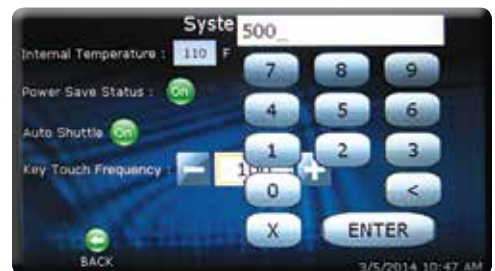 Syste 500_
Internal Temperature : 110 F
Power Save Status : On
Auto Shuttle On
Key Touch Frequency : - +
7 8 9
4 5 6
1 2 3
0 <
X ENTER
BACK
3/5/2014 10:47 AM